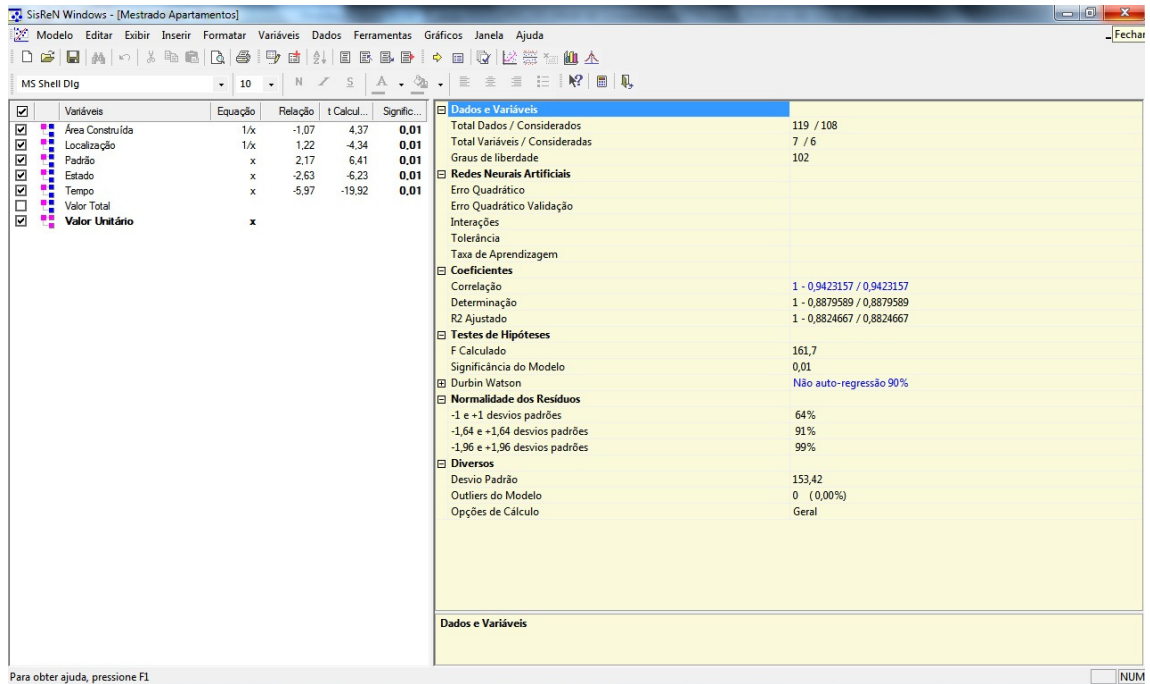 SisReN Windows - [Mestrado Apartamentos]
Modelo Editar Exibir Inserir Formatar Variáveis Dados Ferramentas Gráficos Janela Ajuda
Fechar
MS Shell Dlg 10 N I S A
Variáveis Equação Relação t Calcul... Signific...
Área Construída 1/x -1,07 4,37 0,01
Localização 1/x 1,22 -4,34 0,01
Padrão x 2,17 6,41 0,01
Estado x -2,63 -6,23 0,01
Tempo x -5,97 -19,92 0,01
Valor Total
Valor Unitário x
Dados e Variáveis
Total Dados / Considerados 119 / 108
Total Variáveis / Consideradas 7 / 6
Graus de liberdade 102
Redes Neurais Artificiais
Erro Quadrático
Erro Quadrático Validação
Interações
Tolerância
Taxa de Aprendizagem
Coeficientes
Correlação 1 - 0,9423157 / 0,9423157
Determinação 1 - 0,8879589 / 0,8879589
R2 Ajustado 1 - 0,8824667 / 0,8824667
Testes de Hipóteses
F Calculado 161,7
Significância do Modelo 0,01
Durbin Watson Não auto-regressão 90%
Normalidade dos Resíduos
-1 e +1 desvios padrões 64%
-1,64 e +1,64 desvios padrões 91%
-1,96 e +1,96 desvios padrões 99%
Diversos
Desvio Padrão 153,42
Outliers do Modelo 0 (0,00%)
Opções de Cálculo Geral
Dados e Variáveis
Para obter ajuda, pressione F1
NUM